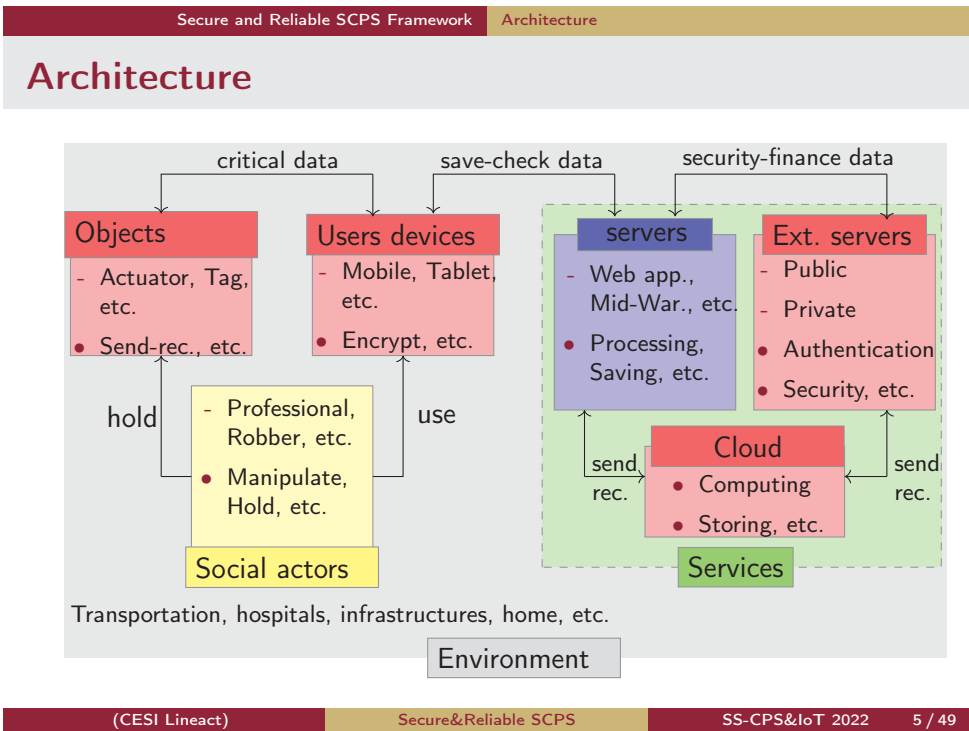 Secure and Reliable SCPS Framework Architecture
Architecture
critical data
save-check data
security-finance data
Objects
- Actuator, Tag,
etc.
• Send-rec., etc.
Users devices
- Mobile, Tablet,
etc.
• Encrypt, etc.
servers
- Web app.,
Mid-War., etc.
• Processing,
Saving, etc.
Ext. servers
- Public
- Private
• Authentication
• Security, etc.
hold
- Professional,
Robber, etc.
• Manipulate,
Hold, etc.
use
Social actors
send
rec.
Cloud
• Computing
• Storing, etc.
send
rec.
Services
Transportation, hospitals, infrastructures, home, etc.
Environment
(CESI Lineact) Secure&Reliable SCPS SS-CPS&IoT 2022 5 / 49